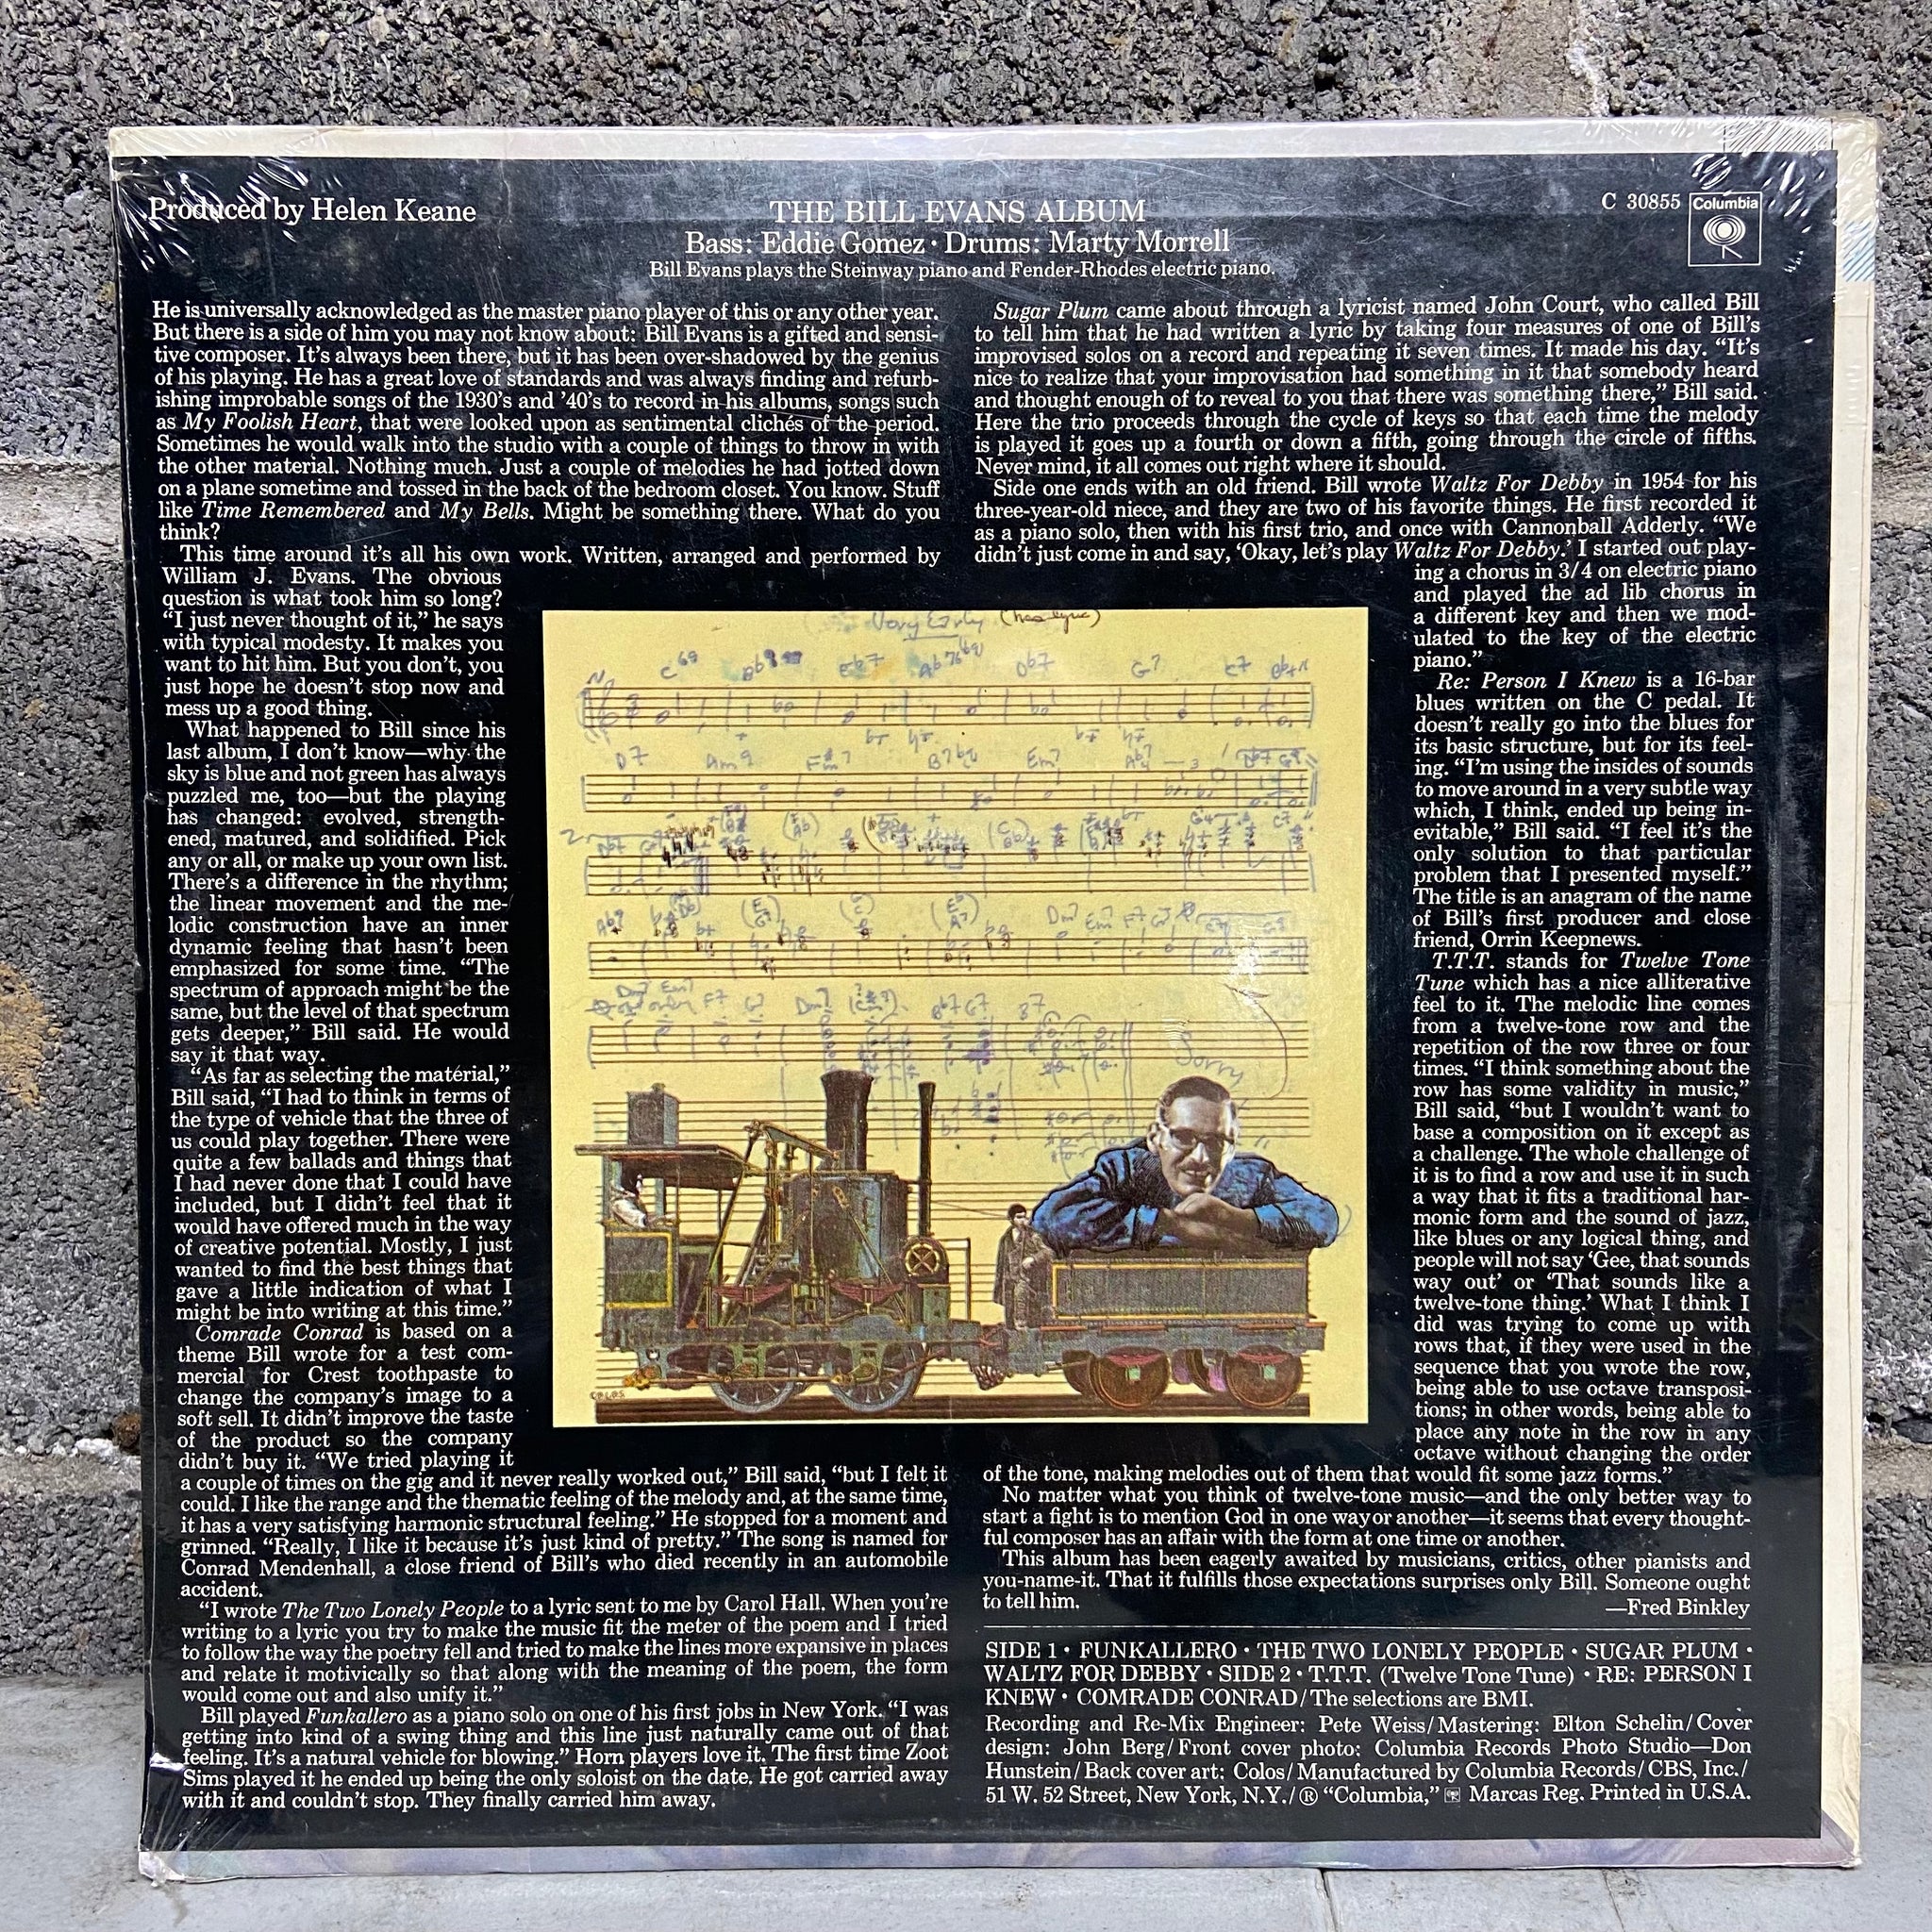 Produced by Helen Keane
THE BILL EVANS ALBUM
Bass: Eddie Gomez · Drums: Marty Morrell
Bill Evans plays the Steinway piano and Fender-Rhodes electric piano.
C 30855
Columbia
He is universally acknowledged as the master piano player of this or any other year.
But there is a side of him you may not know about: Bill Evans is a gifted and sensi-
tive composer. It's always been there, but it has been over-shadowed by the genius
of his playing. He has a great love of standards and was always finding and refurb-
ishing improbable songs of the 1930's and '40's to record in his albums, songs such
as My Foolish Heart, that were looked upon as sentimental clichés of the period.
Sometimes he would walk into the studio with a couple of things to throw in with
the other material. Nothing much. Just a couple of melodies he had jotted down
on a plane sometime and tossed in the back of the bedroom closet. You know. Stuff
like Time Remembered and My Bells. Might be something there. What do you
think?
This time around it's all his own work. Written, arranged and performed by
William J. Evans. The obvious
question is what took him so long?
“I just never thought of it,” he says
with typical modesty. It makes you
want to hit him. But you don't, you
just hope he doesn't stop now and
mess up a good thing.
What happened to Bill since his
last album, I don't know—why the
sky is blue and not green has always
puzzled me, too—but the playing
has changed: evolved, strength-
ened, matured, and solidified. Pick
any or all, or make up your own list.
There's a difference in the rhythm;
the linear movement and the me-
lodic construction have an inner
dynamic feeling that hasn't been
emphasized for some time. “The
spectrum of approach might be the
same, but the level of that spectrum
gets deeper,” Bill said. He would
say it that way.
“As far as selecting the material,”
Bill said, “I had to think in terms of
the type of vehicle that the three of
us could play together. There were
quite a few ballads and things that
I had never done that I could have
included, but I didn't feel that it
would have offered much in the way
of creative potential. Mostly, I just
wanted to find the best things that
gave a little indication of what I
might be into writing at this time.”
Comrade Conrad is based on a
theme Bill wrote for a test com-
mercial for Crest toothpaste to
change the company's image to a
soft sell. It didn't improve the taste
of the product so the company
didn't buy it. “We tried playing it
a couple of times on the gig and it never really worked out,” Bill said, “but I felt it
could. I like the range and the thematic feeling of the melody and, at the same time,
it has a very satisfying harmonic structural feeling.” He stopped for a moment and
grinned. “Really, I like it because it's just kind of pretty.” The song is named for
Conrad Mendenhall, a close friend of Bill's who died recently in an automobile
accident.
“I wrote The Two Lonely People to a lyric sent to me by Carol Hall. When you're
writing to a lyric you try to make the music fit the meter of the poem and I tried
to follow the way the poetry fell and tried to make the lines more expansive in places
and relate it motivically so that along with the meaning of the poem, the form
would come out and also unify it.”
Bill played Funkallero as a piano solo on one of his first jobs in New York. “I was
getting into kind of a swing thing and this line just naturally came out of that
feeling. It's a natural vehicle for blowing.” Horn players love it. The first time Zoot
Sims played it he ended up being the only soloist on the date. He got carried away
with it and couldn't stop. They finally carried him away.
Sugar Plum came about through a lyricist named John Court, who called Bill
to tell him that he had written a lyric by taking four measures of one of Bill's
improvised solos on a record and repeating it seven times. It made his day. “It's
nice to realize that your improvisation had something in it that somebody heard
and thought enough of to reveal to you that there was something there,” Bill said.
Here the trio proceeds through the cycle of keys so that each time the melody
is played it goes up a fourth or down a fifth, going through the circle of fifths.
Never mind, it all comes out right where it should.
Side one ends with an old friend. Bill wrote Waltz For Debby in 1954 for his
three-year-old niece, and they are two of his favorite things. He first recorded it
as a piano solo, then with his first trio, and once with Cannonball Adderly. “We
didn't just come in and say, ‘Okay, let's play Waltz For Debby.’ I started out play-
ing a chorus in 3/4 on electric piano
and played the ad lib chorus in
a different key and then we mod-
ulated to the key of the electric
piano.”
Re: Person I Knew is a 16-bar
blues written on the C pedal. It
doesn't really go into the blues for
its basic structure, but for its feel-
ing. “I'm using the insides of sounds
to move around in a very subtle way
which, I think, ended up being in-
evitable,” Bill said. “I feel it's the
only solution to that particular
problem that I presented myself.”
The title is an anagram of the name
of Bill's first producer and close
friend, Orrin Keepnews.
T.T.T. stands for Twelve Tone
Tune which has a nice alliterative
feel to it. The melodic line comes
from a twelve-tone row and the
repetition of the row three or four
times. “I think something about the
row has some validity in music,”
Bill said, “but I wouldn't want to
base a composition on it except as
a challenge. The whole challenge of
it is to find a row and use it in such
a way that it fits a traditional har-
monic form and the sound of jazz,
like blues or any logical thing, and
people will not say ‘Gee, that sounds
way out’ or ‘That sounds like a
twelve-tone thing.’ What I think I
did was trying to come up with
rows that, if they were used in the
sequence that you wrote the row,
being able to use octave transposi-
tions; in other words, being able to
place any note in the row in any
octave without changing the order
of the tone, making melodies out of them that would fit some jazz forms.”
No matter what you think of twelve-tone music—and the only better way to
start a fight is to mention God in one way or another—it seems that every thought-
ful composer has an affair with the form at one time or another.
This album has been eagerly awaited by musicians, critics, other pianists and
you-name-it. That it fulfills those expectations surprises only Bill. Someone ought
to tell him.
—Fred Binkley
SIDE 1 · FUNKALLERO · THE TWO LONELY PEOPLE · SUGAR PLUM ·
WALTZ FOR DEBBY · SIDE 2 · T.T.T. (Twelve Tone Tune) · RE: PERSON I
KNEW · COMRADE CONRAD/The selections are BMI.
Recording and Re-Mix Engineer: Pete Weiss/Mastering: Elton Schelin/Cover
design: John Berg/Front cover photo: Columbia Records Photo Studio—Don
Hunstein/Back cover art: Colos/Manufactured by Columbia Records/CBS, Inc./
51 W. 52 Street, New York, N.Y./® “Columbia,” Marcas Reg. Printed in U.S.A.
Very Early (has lyric)
D7 Am9
Em7
Sorry
COLOS